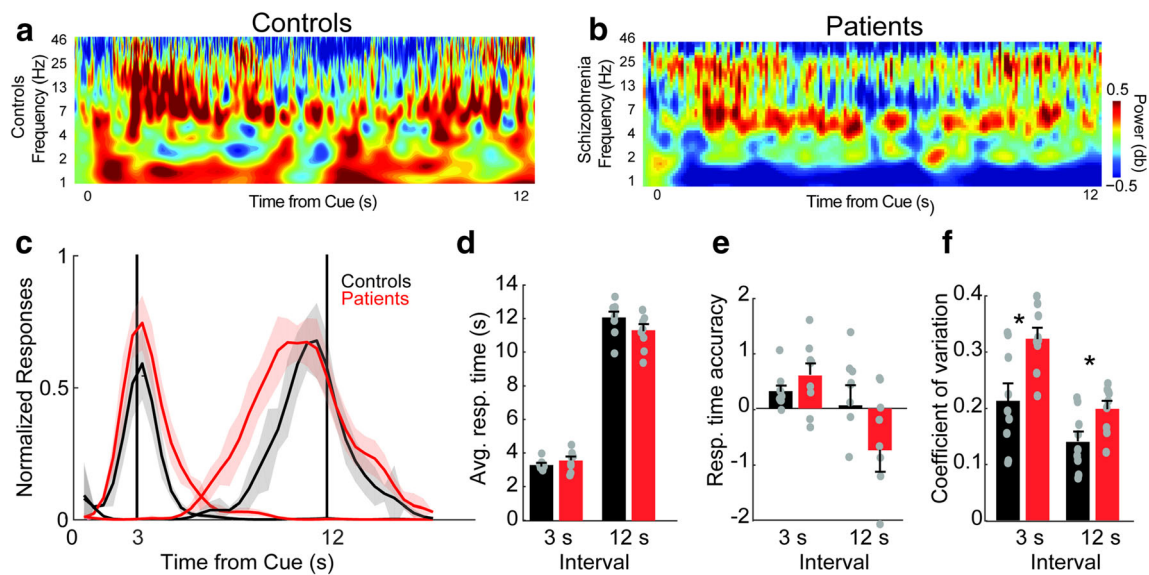 a Controls
46
25
13
7
4
2
1
Controls
Frequency (Hz)
0 12
Time from Cue (s)
b Patients
46
25
13
7
4
2
1
Schizophrenia
Frequency (Hz)
0 12
Time from Cue (s)
0.5
−0.5
Power (db)
c
1
0.5
0
Normalized Responses
Controls
Patients
0 3 12
Time from Cue (s)
d
14
12
10
8
6
4
2
0
Avg. resp. time (s)
3 s 12 s
Interval
e
2
1
0
-1
-2
Resp. time accuracy
3 s 12 s
Interval
f
0.4
0.3
0.2
0.1
0
Coefficient of variation
* *
3 s 12 s
Interval